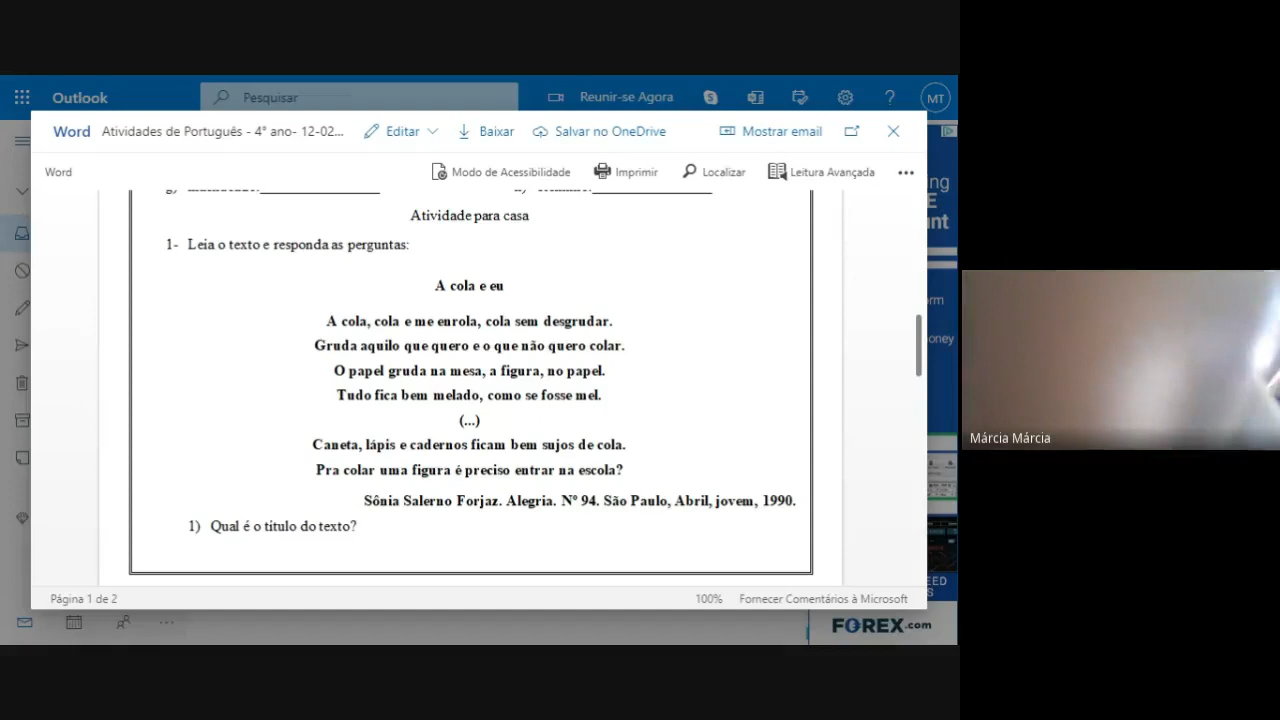 Outlook
Pesquisar
Reunir-se Agora
MT
Word Atividades de Português - 4° ano- 12-02... Editar Baixar Salvar no OneDrive Mostrar email
Word
Modo de Acessibilidade Imprimir Localizar Leitura Avançada
Atividade para casa
1- Leia o texto e responda as perguntas:
A cola e eu
A cola, cola e me enrola, cola sem desgrudar.
Gruda aquilo que quero e o que não quero colar.
O papel gruda na mesa, a figura, no papel.
Tudo fica bem melado, como se fosse mel.
(...)
Caneta, lápis e cadernos ficam bem sujos de cola.
Pra colar uma figura é preciso entrar na escola?
Sônia Salerno Forjaz. Alegria. Nº 94. São Paulo, Abril, jovem, 1990.
1) Qual é o titulo do texto?
Página 1 de 2
100% Fornecer Comentários à Microsoft
FOREX.com
Márcia Márcia